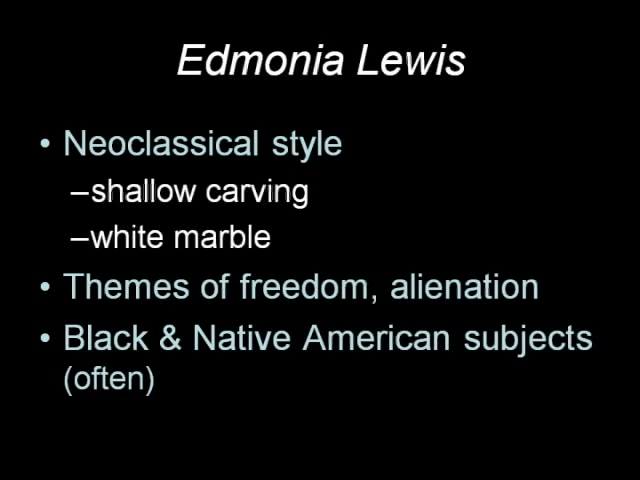 Edmonia Lewis
• Neoclassical style
–shallow carving
–white marble
• Themes of freedom, alienation
• Black & Native American subjects
(often)